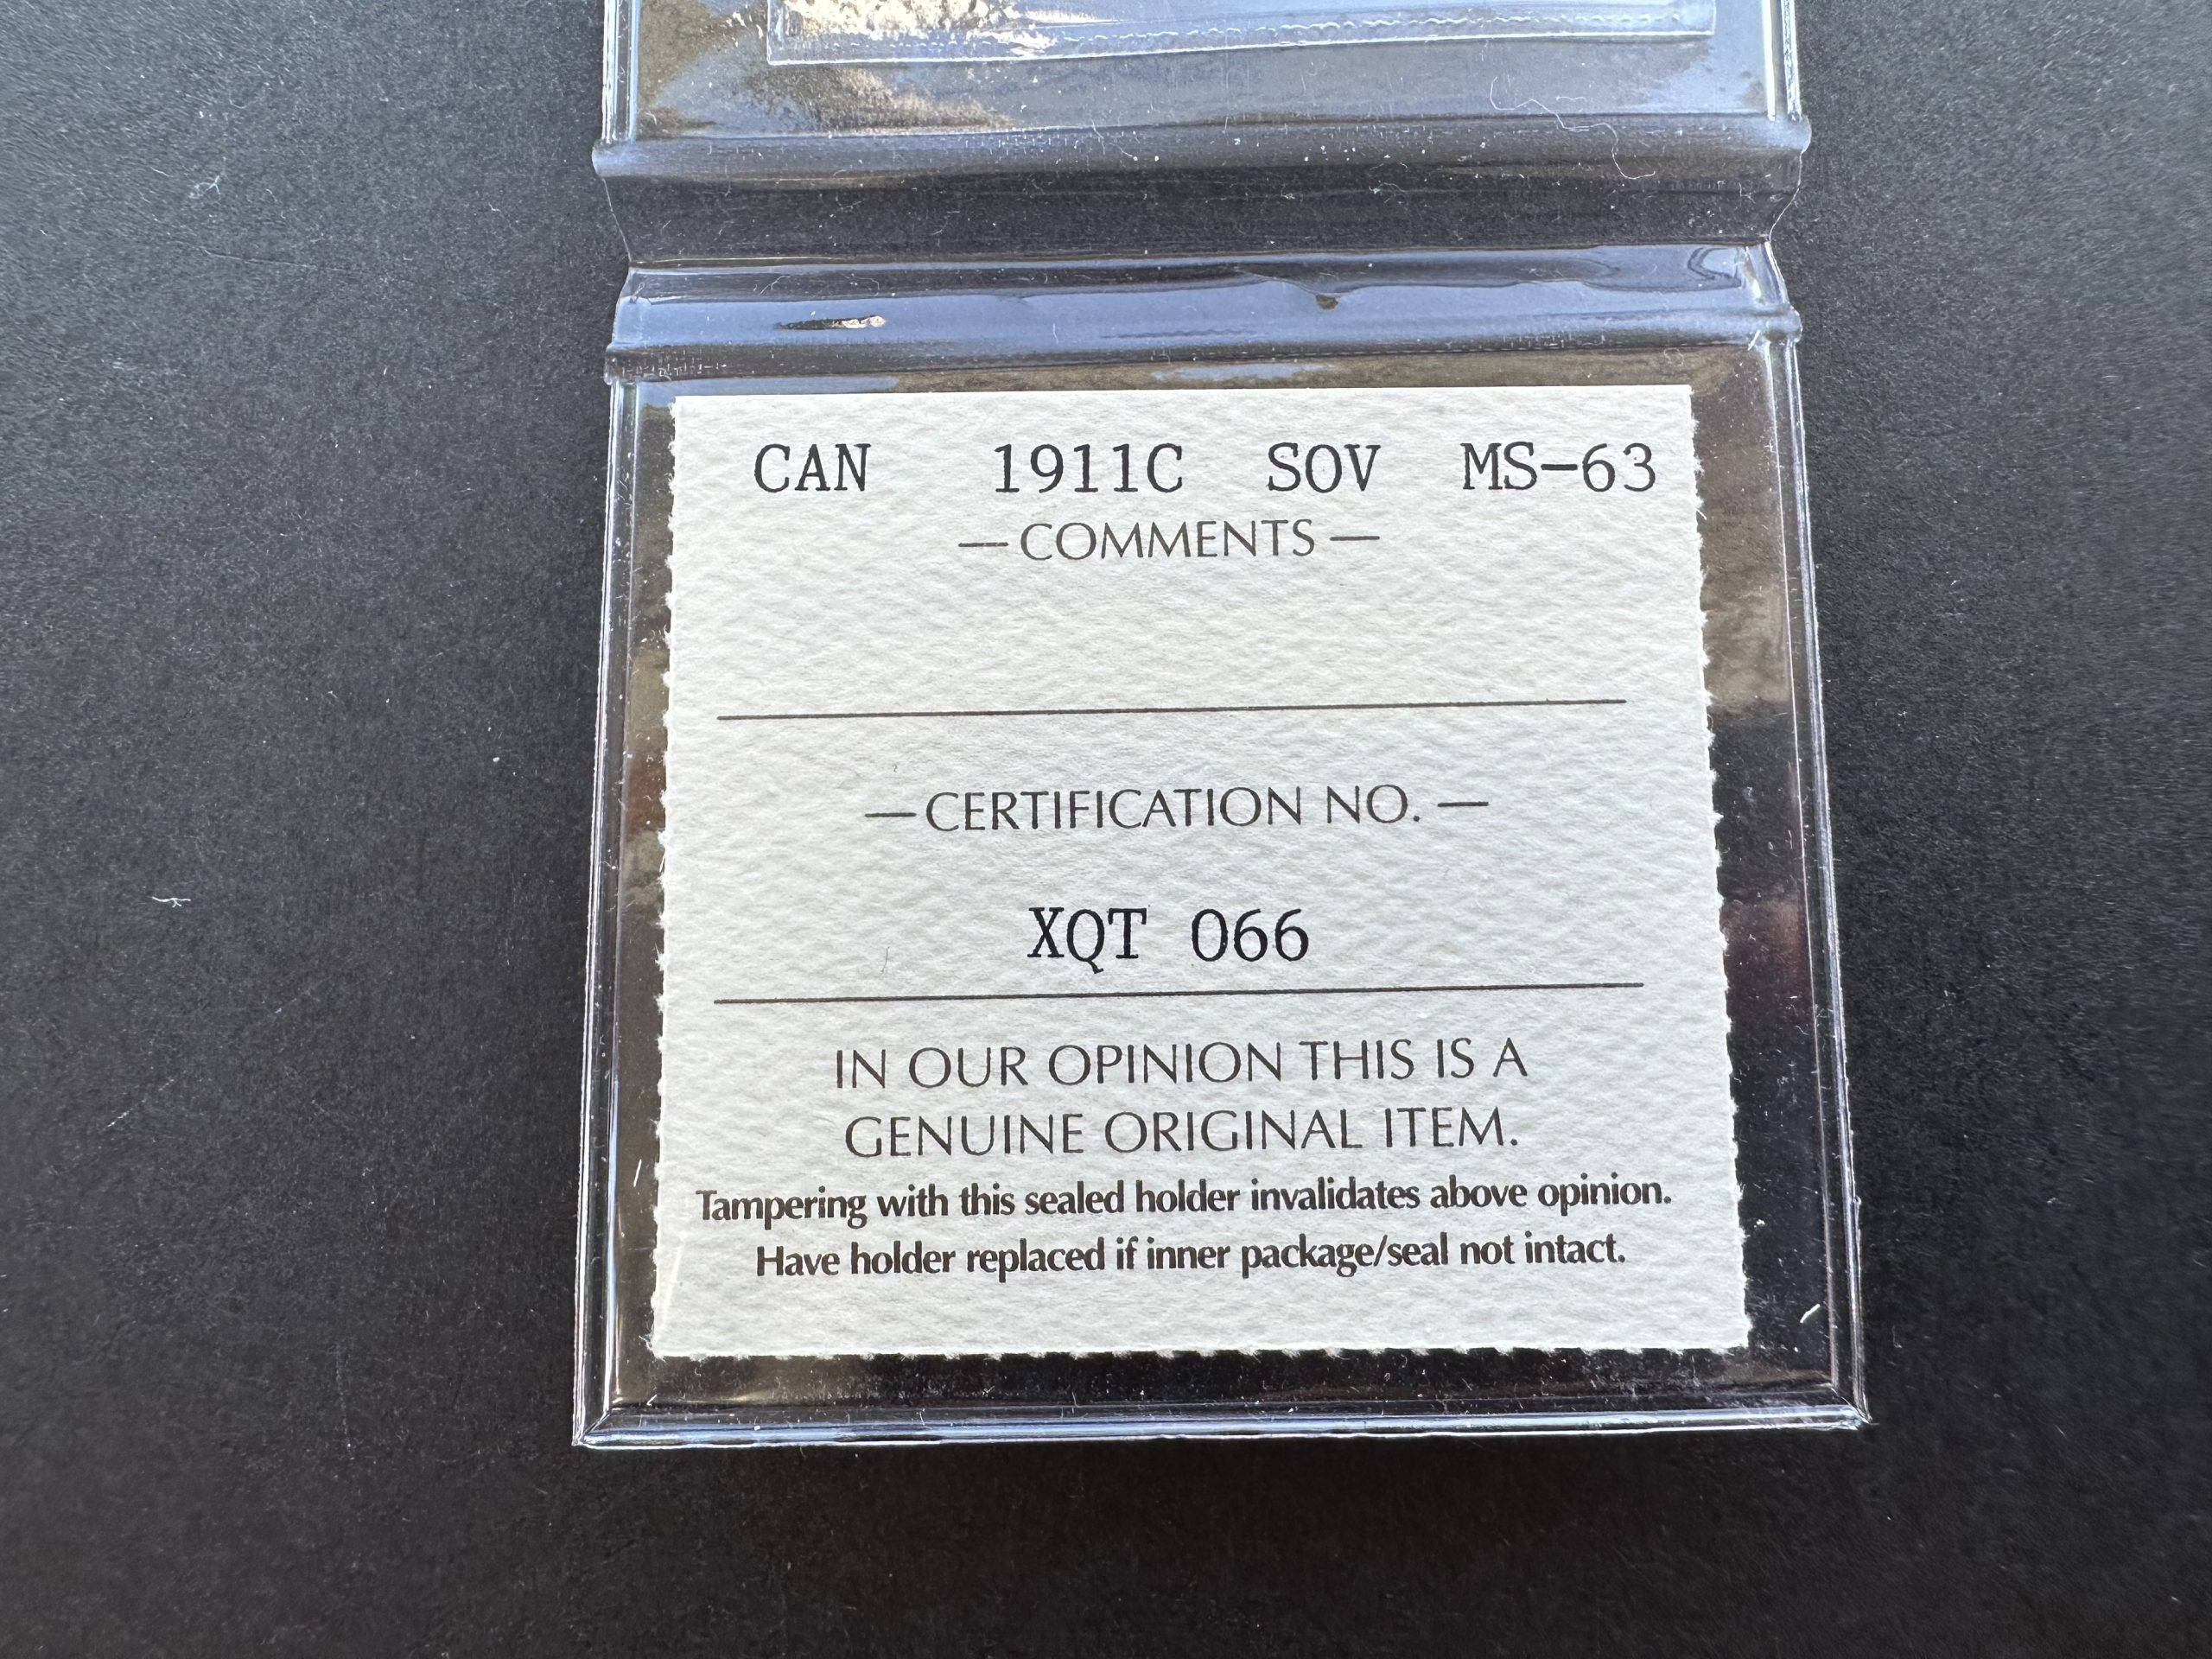 CAN 1911C SOV MS-63
— COMMENTS —
— CERTIFICATION NO. —
XQT 066
IN OUR OPINION THIS IS A
GENUINE ORIGINAL ITEM.
Tampering with this sealed holder invalidates above opinion.
Have holder replaced if inner package/seal not intact.